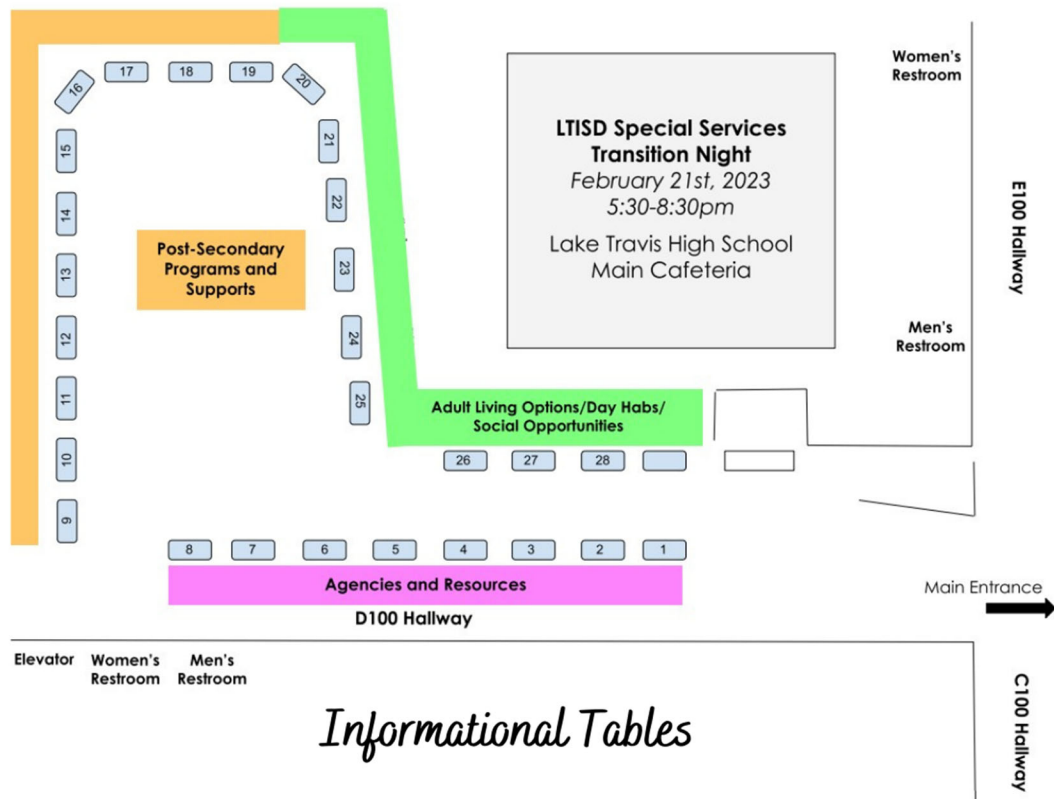 17
18
19
20
16
15
14
13
12
11
10
9
21
22
23
24
25
Post-Secondary
Programs and
Supports
LTISD Special Services
Transition Night
February 21st, 2023
5:30-8:30pm
Lake Travis High School
Main Cafeteria
Women's
Restroom
Men's
Restroom
E100 Hallway
Adult Living Options/Day Habs/
Social Opportunities
26
27
28
8
7
6
5
4
3
2
1
Agencies and Resources
D100 Hallway
Main Entrance
Elevator
Women's
Restroom
Men's
Restroom
C100 Hallway
Informational Tables